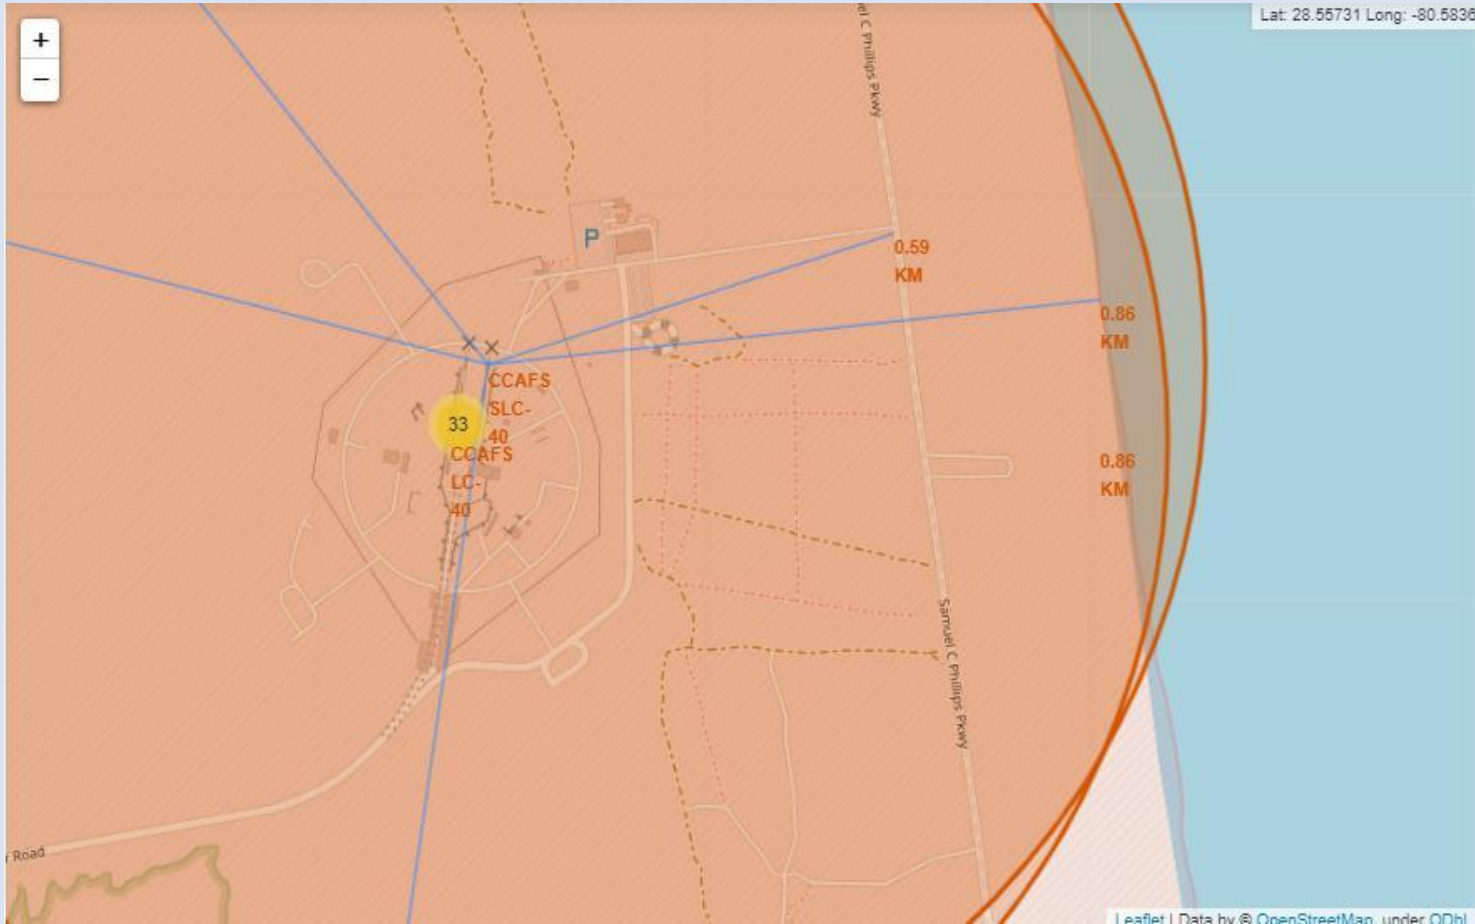 +
−
Lat: 28.55731 Long: -80.5836
el C Phillips Pkwy
P
0.59
KM
0.86
KM
CCAFS
SLC-
40
33
CCAFS
LC-
40
0.86
KM
Samuel C Phillips Pkwy
r Road
Leaflet | Data by © OpenStreetMap, under ODbL